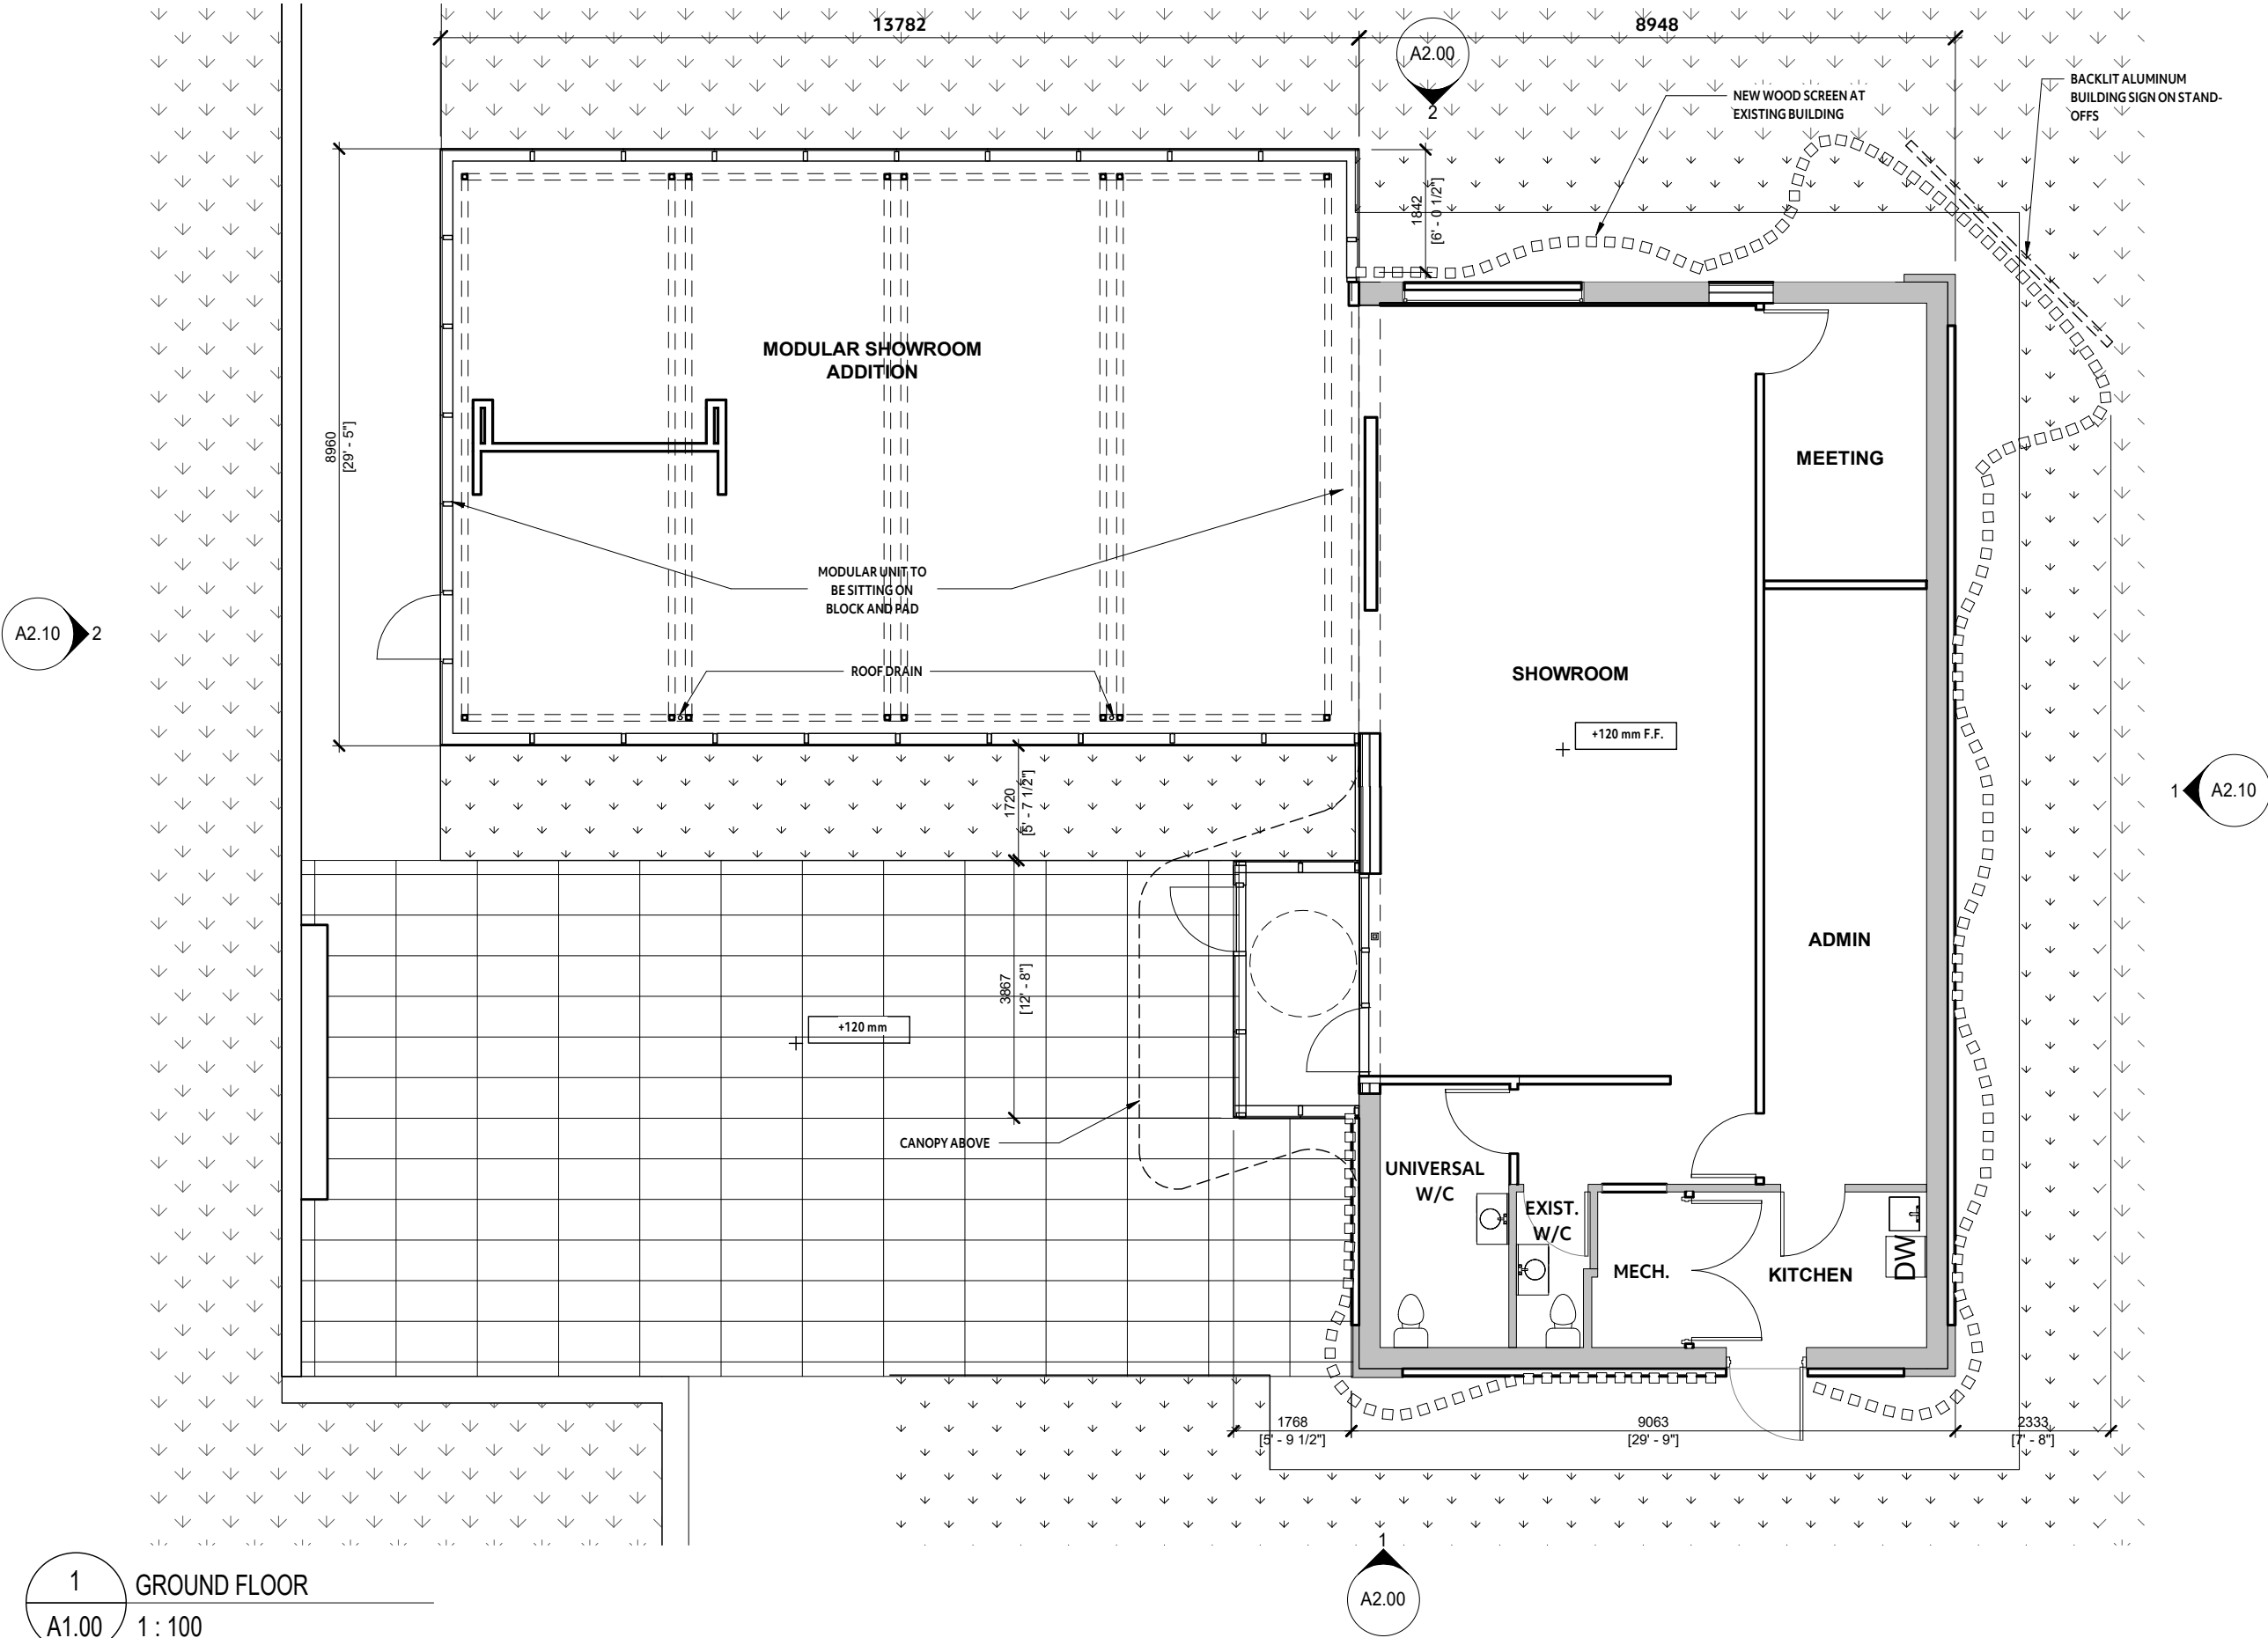 13782
8948
A2.00
2
NEW WOOD SCREEN AT
EXISTING BUILDING
BACKLIT ALUMINUM
BUILDING SIGN ON STAND-
OFFS
1842
[6' - 0 1/2"]
MODULAR SHOWROOM
ADDITION
8960
[29' - 5"]
MEETING
MODULAR UNIT TO
BE SITTING ON
BLOCK AND PAD
A2.10
2
ROOF DRAIN
SHOWROOM
+120 mm F.F.
1720
[5' - 7 1/2"]
1
A2.10
ADMIN
3867
[12' - 8"]
+120 mm
CANOPY ABOVE
UNIVERSAL
W/C
EXIST.
W/C
MECH.
KITCHEN
DW
1768
[5' - 9 1/2"]
9063
[29' - 9"]
2333
[7' - 8"]
1
A2.00
1
GROUND FLOOR
A1.00
1 : 100